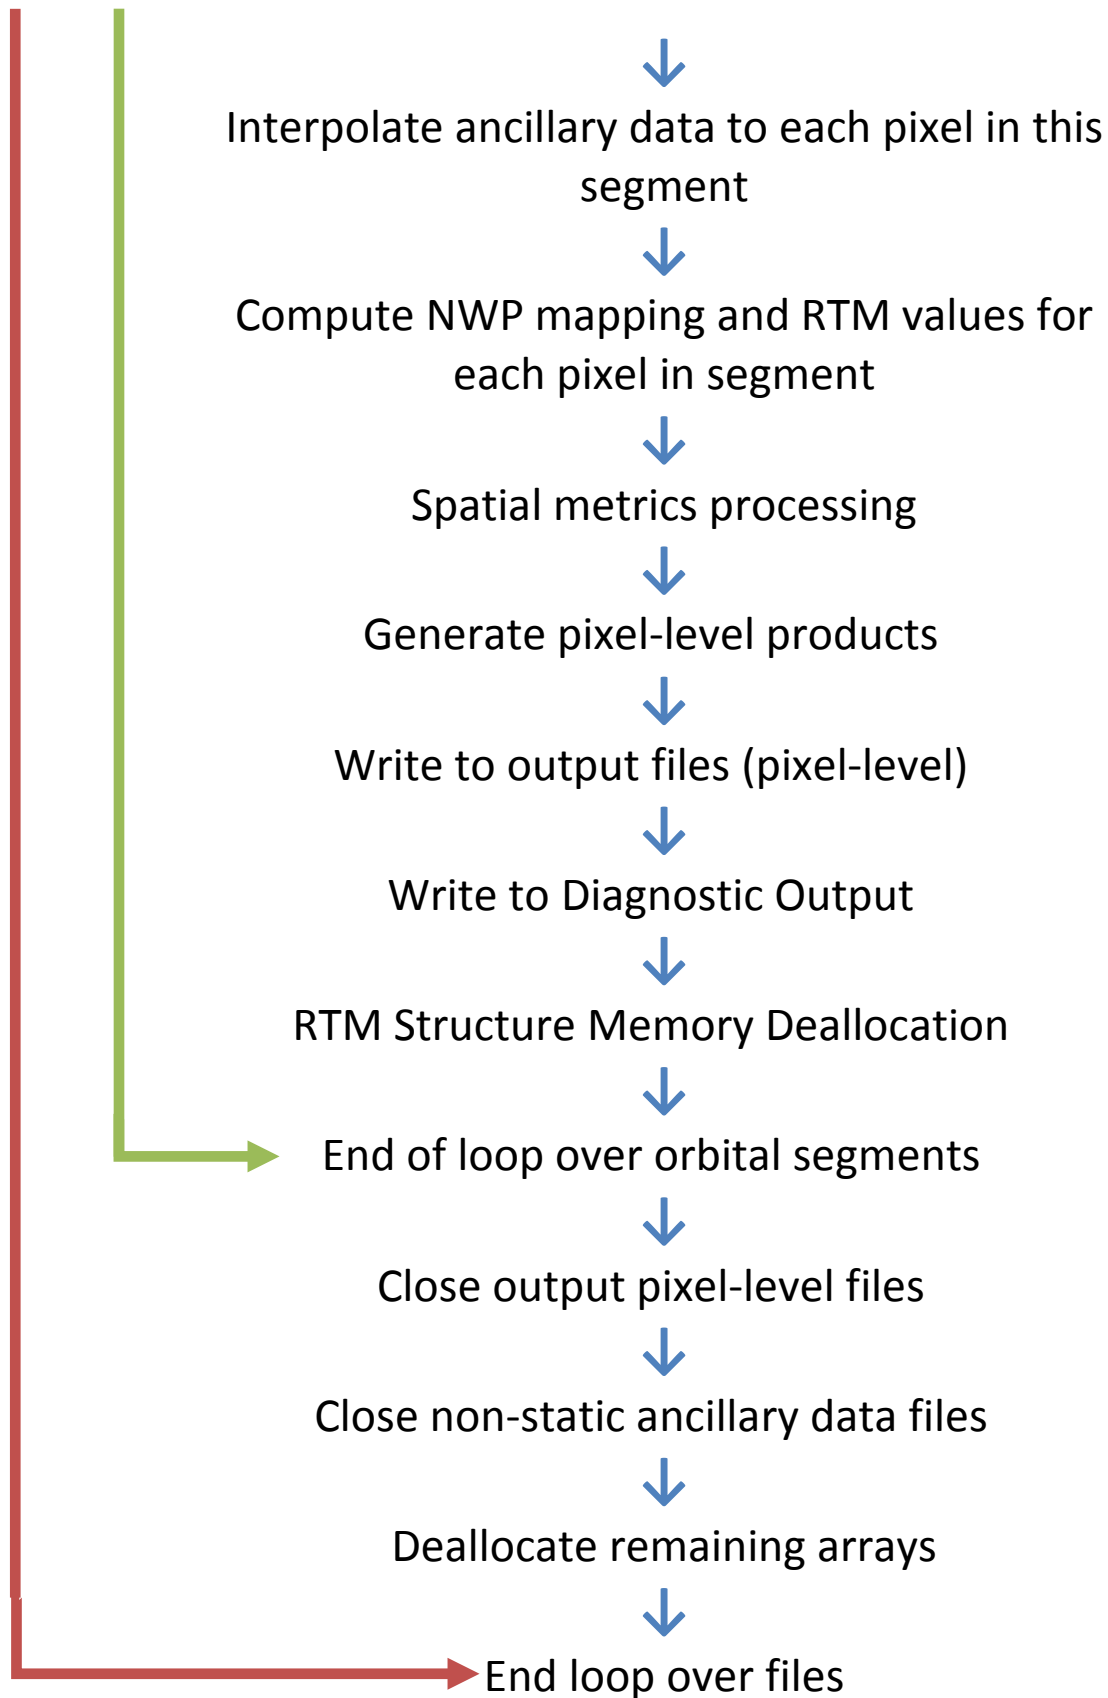 Interpolate ancillary data to each pixel in this
segment
Compute NWP mapping and RTM values for
each pixel in segment
Spatial metrics processing
Generate pixel-level products
Write to output files (pixel-level)
Write to Diagnostic Output
RTM Structure Memory Deallocation
End of loop over orbital segments
Close output pixel-level files
Close non-static ancillary data files
Deallocate remaining arrays
End loop over files